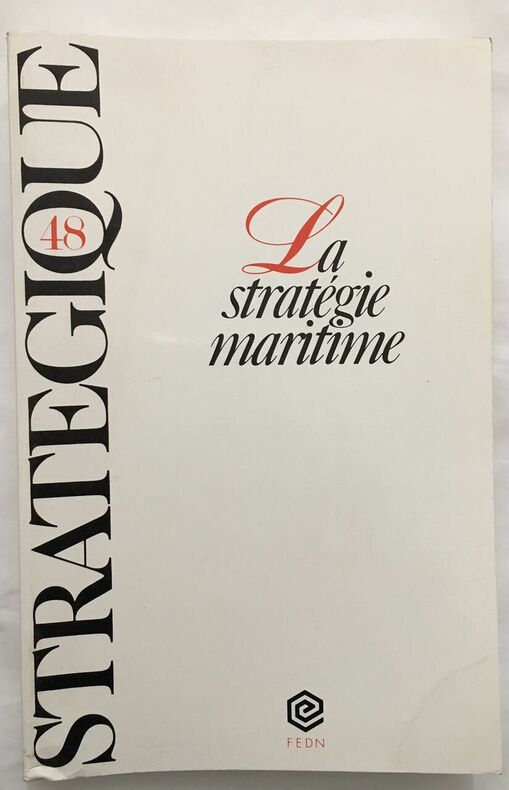 STRATEGIQUE
48
La
stratégie
maritime
FEDN